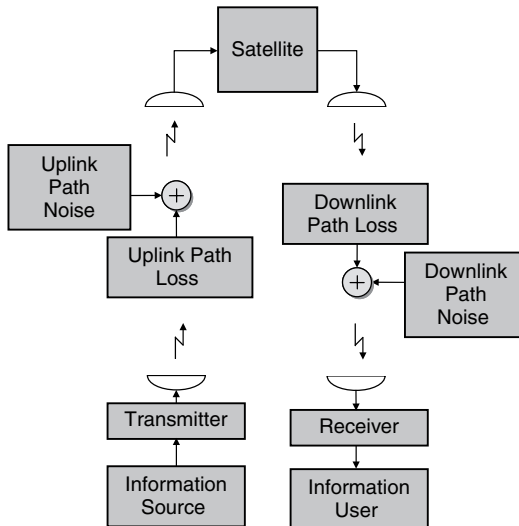 Satellite
Uplink
Path
Noise
+
Uplink Path
Loss
Downlink
Path Loss
+
Downlink
Path
Noise
Transmitter
Information
Source
Receiver
Information
User